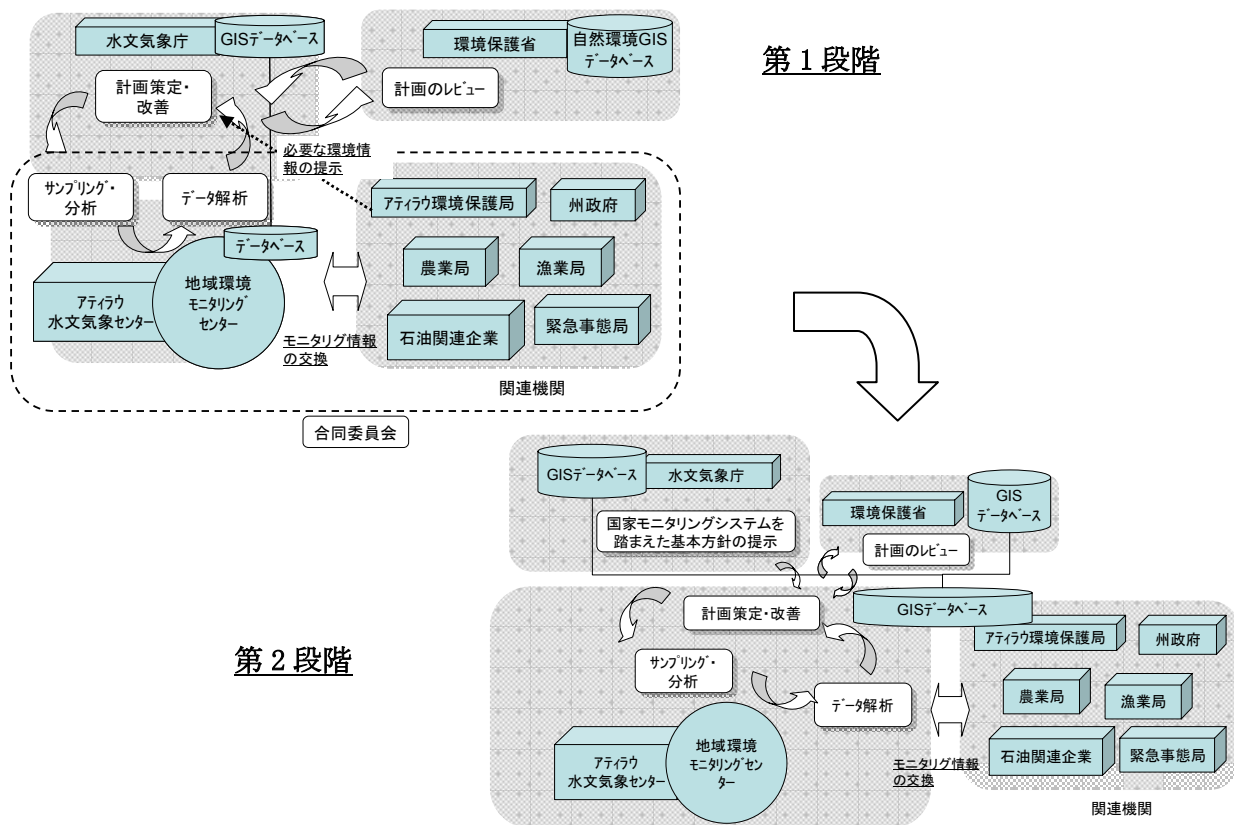 水文気象庁
GISデータベース
環境保護省
自然環境GIS
データベース
第1段階
計画策定・
改善
計画のレビュー
必要な環境情
報の提示
サンプリング・
分析
データ解析
アティラウ環境保護局
州政府
データベース
農業局
漁業局
地域環境
モニタリング
センター
アティラウ
水文気象センター
モニタリグ情報
の交換
石油関連企業
緊急事態局
関連機関
合同委員会
GISデータベース
水文気象庁
GIS
データベース
環境保護省
国家モニタリングシステムを
踏まえた基本方針の提示
計画のレビュー
計画策定・改善
GISデータベース
アティラウ環境保護局
州政府
第2段階
サンプリング・
分析
データ解析
農業局
漁業局
地域環境
モニタリングセン
ター
アティラウ
水文気象センター
モニタリグ情報
の交換
石油関連企業
緊急事態局
関連機関